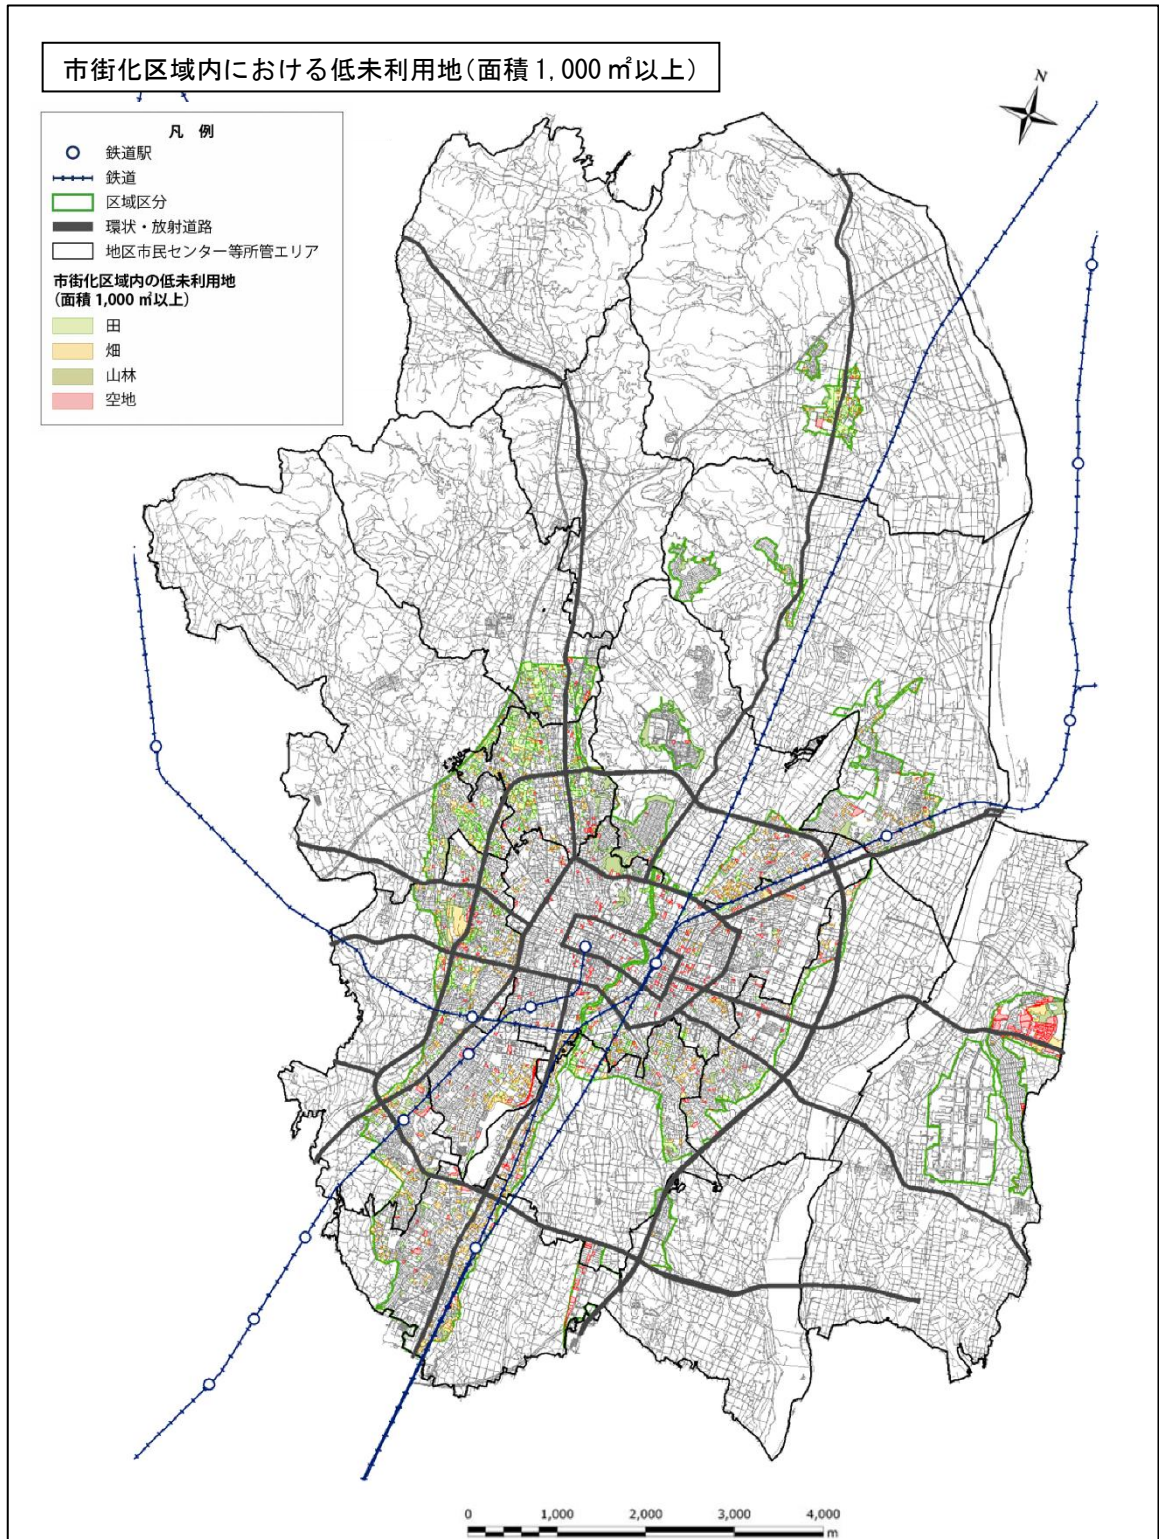 市街化区域内における低未利用地(面積1,000㎡以上)
N
凡 例
鉄道駅
鉄道
区域区分
環状・放射道路
地区市民センター等所管エリア
市街化区域内の低未利用地
(面積1,000㎡以上)
田
畑
山林
空地
0 1,000 2,000 3,000 4,000
m